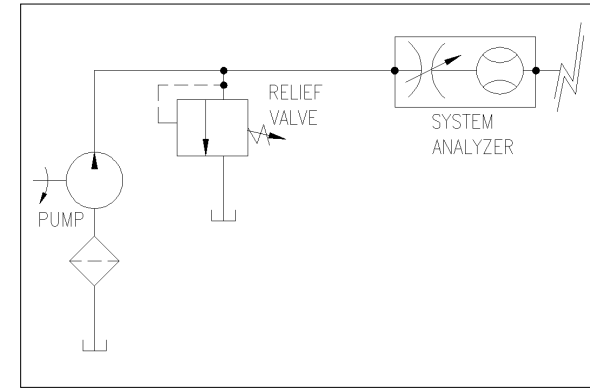 RELIEF
VALVE
SYSTEM
ANALYZER
PUMP